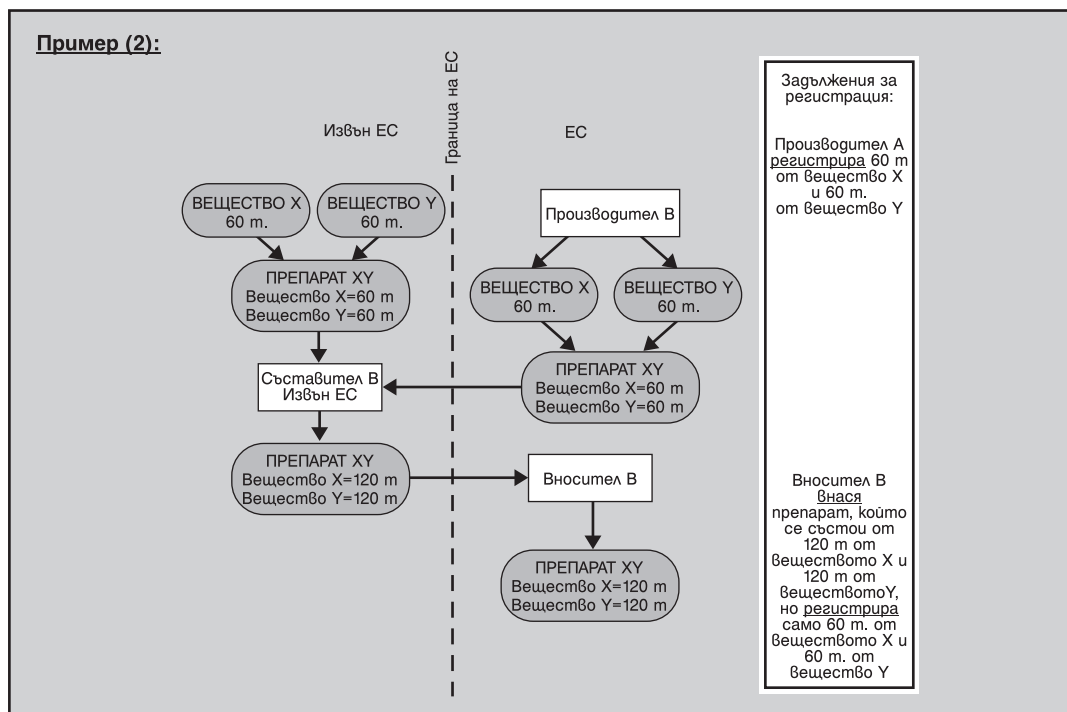 Пример (2):
Граница на ЕС
Извън ЕС
ЕС
ВЕЩЕСТВО X
60 т.
ВЕЩЕСТВО Y
60 т.
ПРЕПАРАТ XY
Вещество X=60 т
Вещество Y=60 т
Съставител В
Извън ЕС
ПРЕПАРАТ XY
Вещество X=120 т
Вещество Y=120 т
Производител В
ВЕЩЕСТВО X
60 т.
ВЕЩЕСТВО Y
60 т.
ПРЕПАРАТ XY
Вещество X=60 т
Вещество Y=60 т
Вносител В
ПРЕПАРАТ XY
Вещество X=120 т
Вещество Y=120 т
Задължения за
регистрация:
Производител А
регистрира 60 т
от вещество X
и 60 т.
от вещество Y
Вносител В
внася
препарат, който
се състои от
120 т от
веществото X и
120 т от
веществотоY,
но регистрира
само 60 т. от
веществото X и
60 т. от
вещество Y